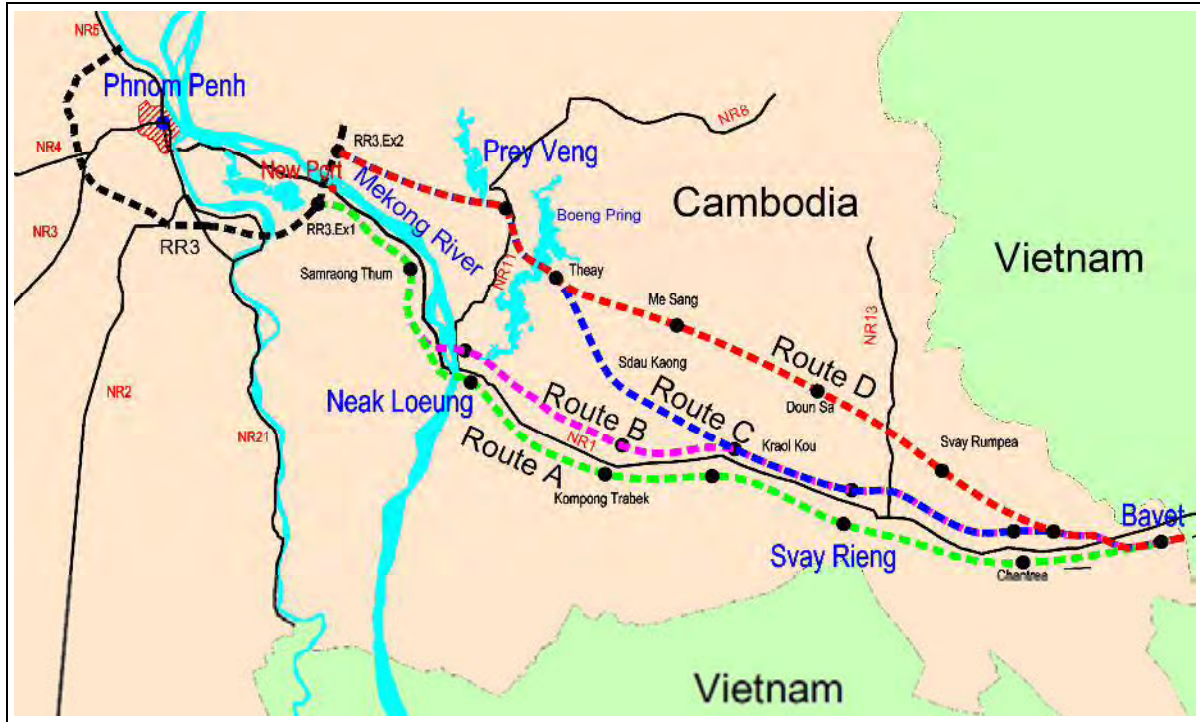 NR5
Phnom Penh
NR8
RR3.Ex2
NR4
Prey Veng
New Port
Cambodia
Mekong River
Boeng Pring
NR3
RR3
RR3.Ex1
Vietnam
Samraong Thum
NR11
Theay
Me Sang
NR13
Sdau Kaong
Route D
NR2
Doun Sa
Neak Loeung
Route B
Route C
NR1
Kraol Kou
Svay Rumpea
NR21
Route A
Kompong Trabek
Bavet
Svay Rieng
Chantrea
Vietnam